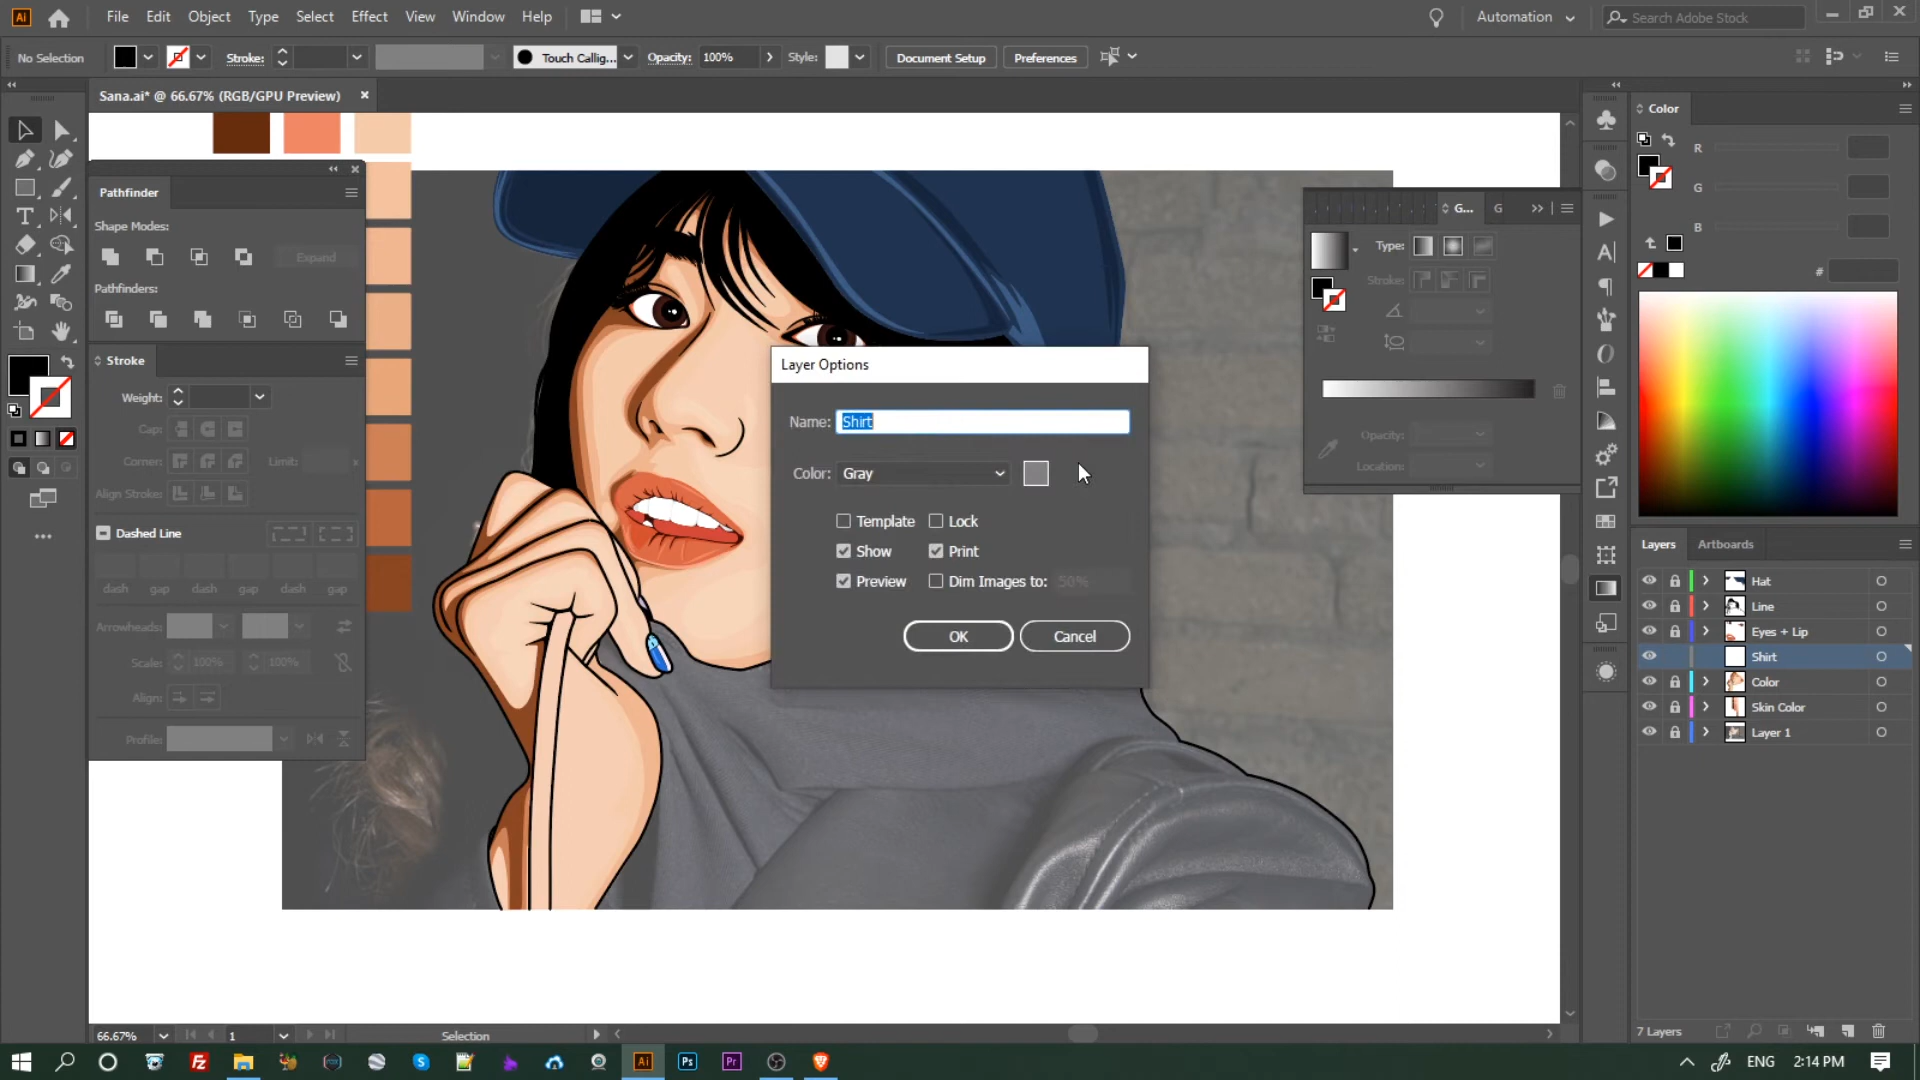 Ai File Edit Object Type Select Effect View Window Help Automation Search Adobe Stock
No Selection Stroke: Touch Callig... Opacity: 100% Style: Document Setup Preferences
Sana.ai* @ 66.67% (RGB/GPU Preview)
Pathfinder
Shape Modes:
Expand
Pathfinders:
Stroke
Weight:
Cap:
Corner: Limit: x
Align Stroke:
Dashed Line
dash gap dash gap dash gap
Arrowheads:
Scale: 100% 100%
Align:
Profile:
Layer Options
Name: Shirt
Color: Gray
Template Lock
Show Print
Preview Dim Images to: 50%
OK Cancel
G... G
Type:
Stroke:
Opacity:
Location:
Color
R
G
B
#
Layers Artboards
Hat
Line
Eyes + Lip
Shirt
Color
Skin Color
Layer 1
7 Layers
66.67% 1 Selection
Fz S Ai Ps Pr ENG 2:14 PM